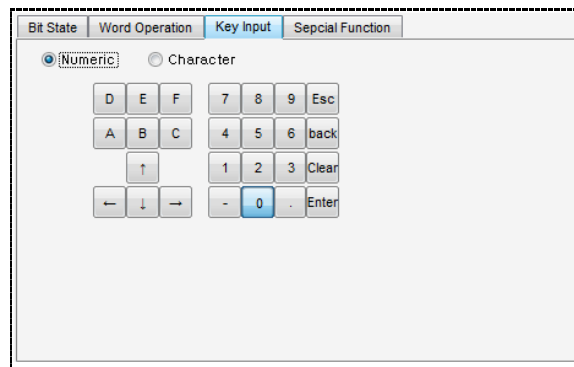 Bit State Word Operation Key Input Sepcial Function
Numeric Character
D E F 7 8 9 Esc
A B C 4 5 6 back
↑ 1 2 3 Clear
← ↓ → - 0 . Enter